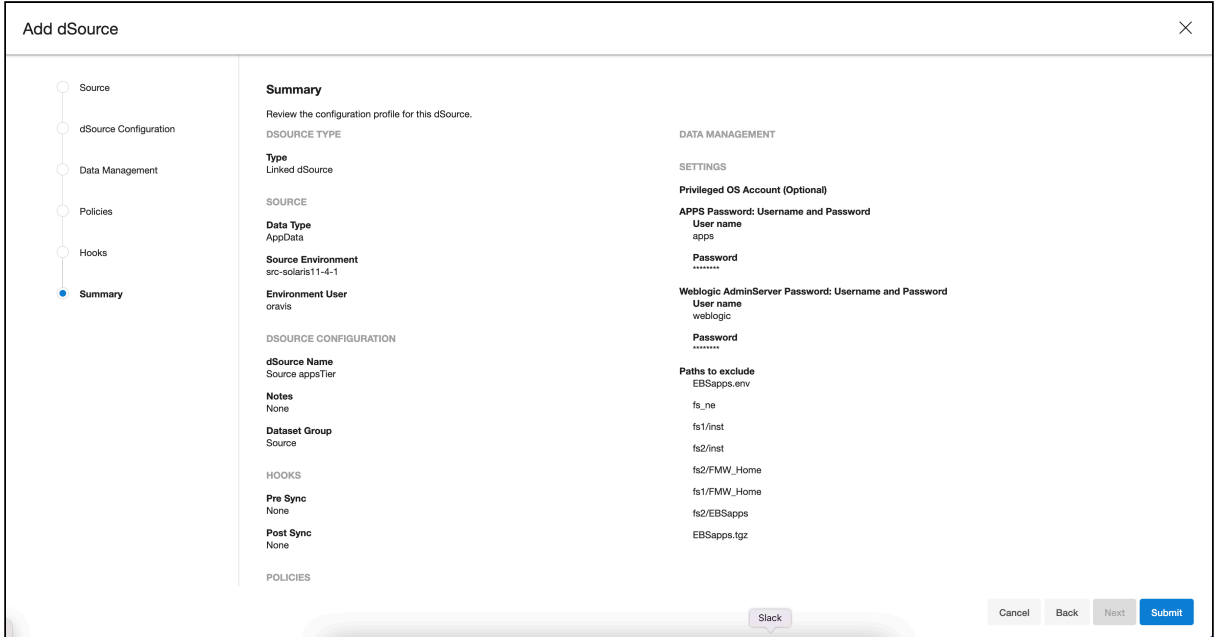 Add dSource
Source
dSource Configuration
Data Management
Policies
Hooks
Summary
Summary
Review the configuration profile for this dSource.
DSOURCE TYPE
Type
Linked dSource
SOURCE
Data Type
AppData
Source Environment
src-solaris11-4-1
Environment User
oravis
DSOURCE CONFIGURATION
dSource Name
Source appsTier
Notes
None
Dataset Group
Source
HOOKS
Pre Sync
None
Post Sync
None
POLICIES
DATA MANAGEMENT
SETTINGS
Privileged OS Account (Optional)
APPS Password: Username and Password
User name
apps
Password
********
Weblogic AdminServer Password: Username and Password
User name
weblogic
Password
********
Paths to exclude
EBSapps.env
fs_ne
fs1/inst
fs2/inst
fs2/FMW_Home
fs1/FMW_Home
fs2/EBSapps
EBSapps.tgz
Cancel
Back
Next
Submit
Slack